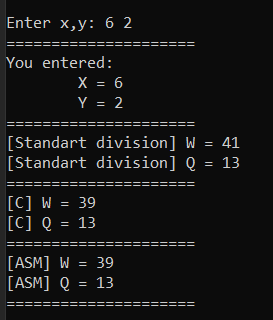 Enter x,y: 6 2
=====================
You entered:
X = 6
Y = 2
=====================
[Standart division] W = 41
[Standart division] Q = 13
=====================
[C] W = 39
[C] Q = 13
=====================
[ASM] W = 39
[ASM] Q = 13
=====================